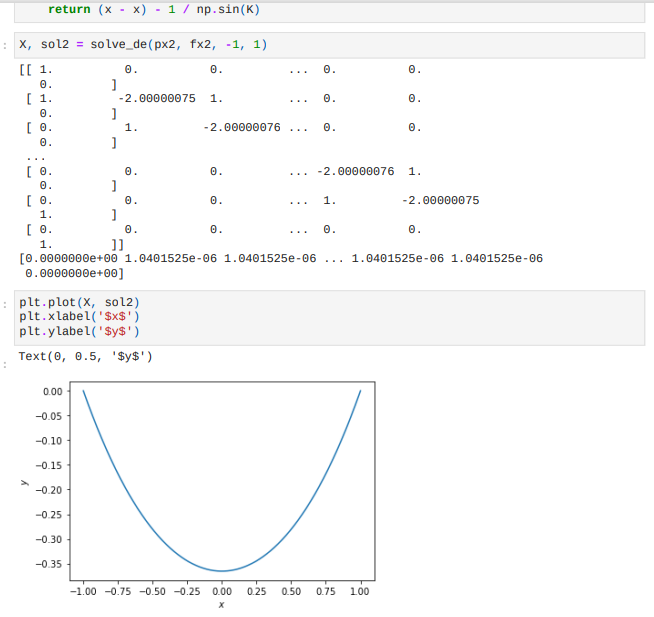 return (x - x) - 1 / np.sin(K)
X, sol2 = solve_de(px2, fx2, -1, 1)
[[ 1. 0. 0. ... 0. 0.
0. ]
[ 1. -2.00000075 1. ... 0. 0.
0. ]
[ 0. 1. -2.00000076 ... 0. 0.
0. ]
...
[ 0. 0. 0. ... -2.00000076 1.
0. ]
[ 0. 0. 0. ... 1. -2.00000075
1. ]
[ 0. 0. 0. ... 0. 0.
1. ]]
[0.0000000e+00 1.0401525e-06 1.0401525e-06 ... 1.0401525e-06 1.0401525e-06
0.0000000e+00]
:
plt.plot(X, sol2)
plt.xlabel('$x$')
plt.ylabel('$y$')
Text(0, 0.5, '$y$')
0.00
−0.05
−0.10
−0.15
−0.20
−0.25
−0.30
−0.35
y
−1.00 −0.75 −0.50 −0.25 0.00 0.25 0.50 0.75 1.00
x